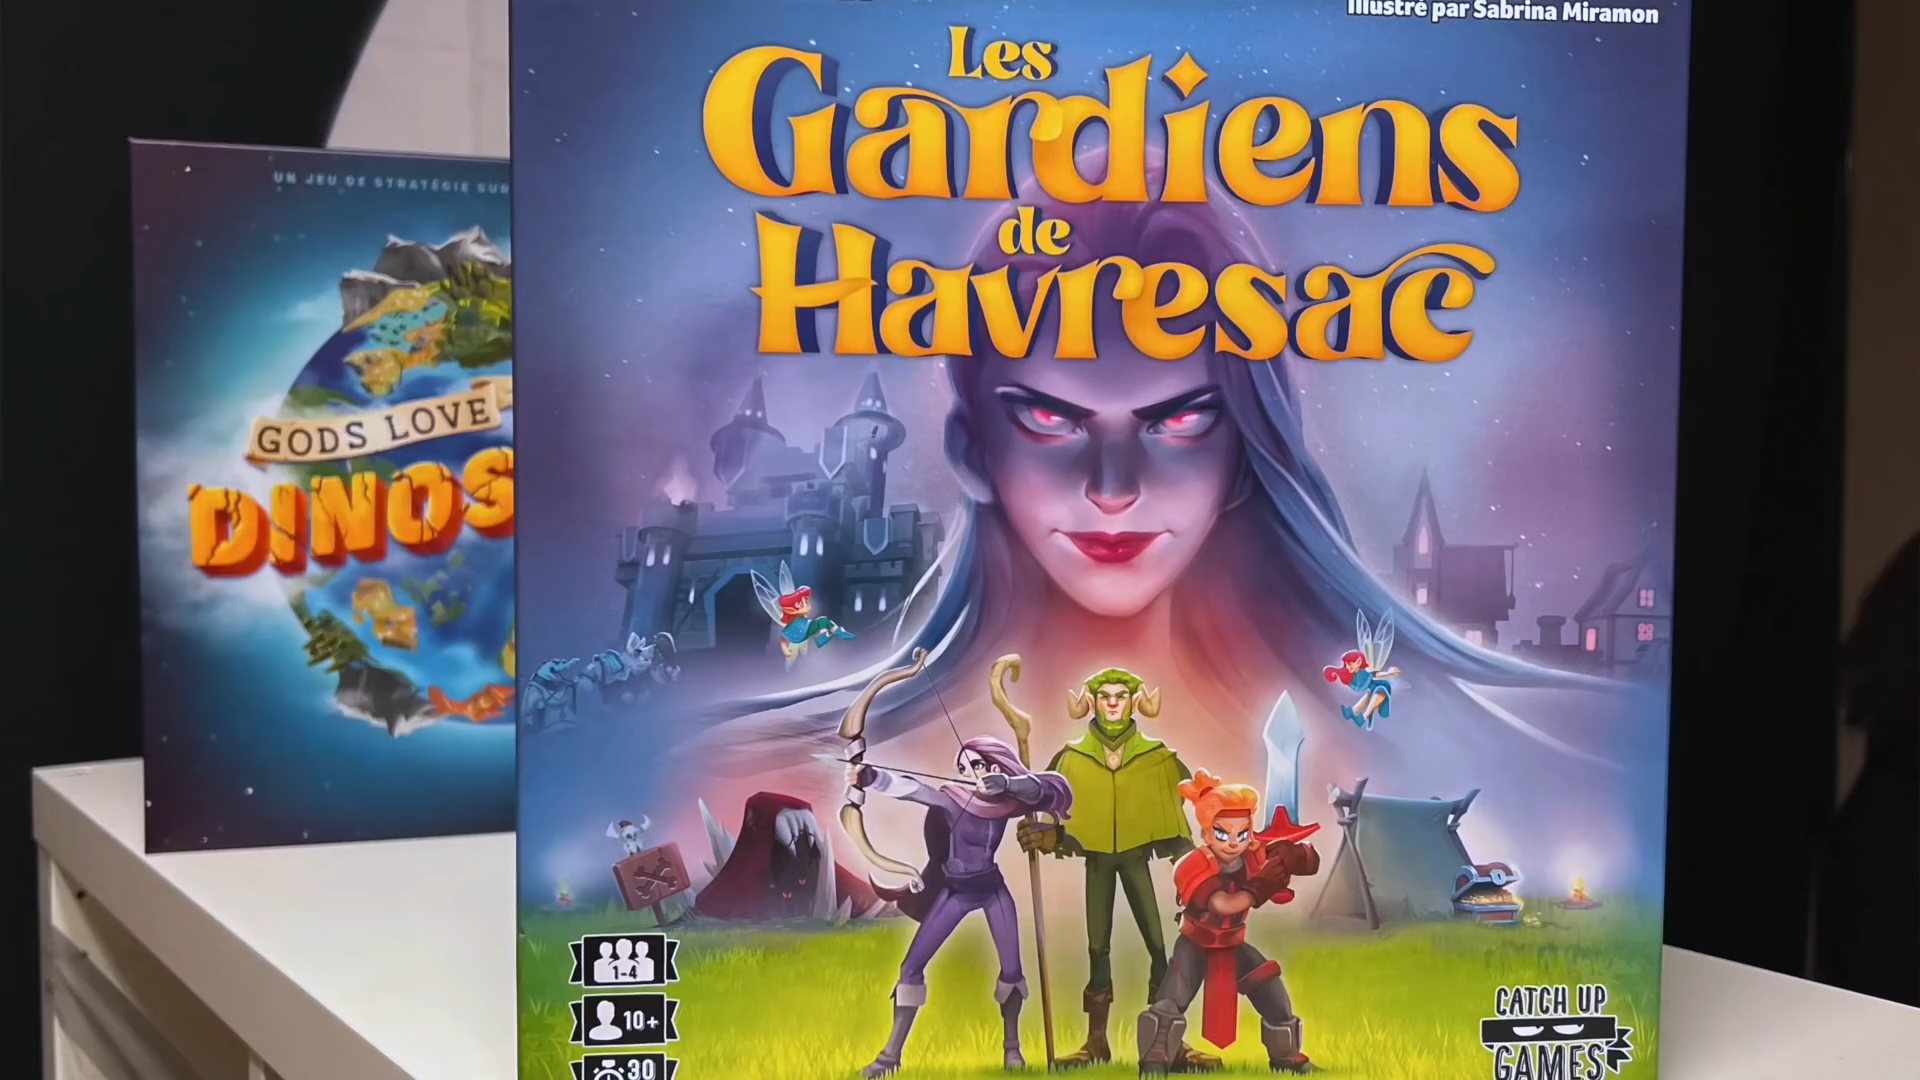 Illustré par Sabrina Miramon
Les
Gardiens
de
Havresac
UN JEU DE STRATÉGIE SUR
GODS LOVE
DINOS
1-4
10+
30
CATCH UP
GAMES